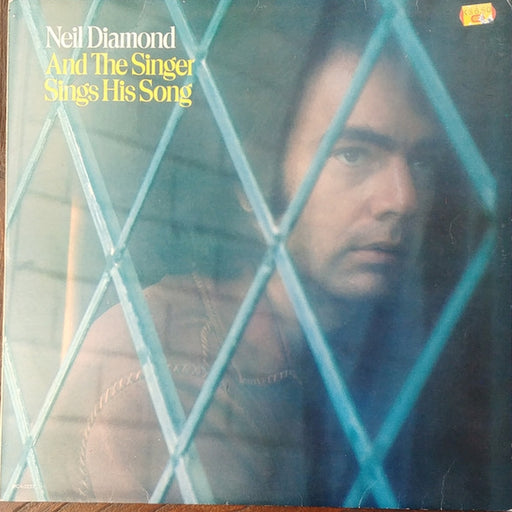 Neil Diamond
And The Singer
Sings His Song